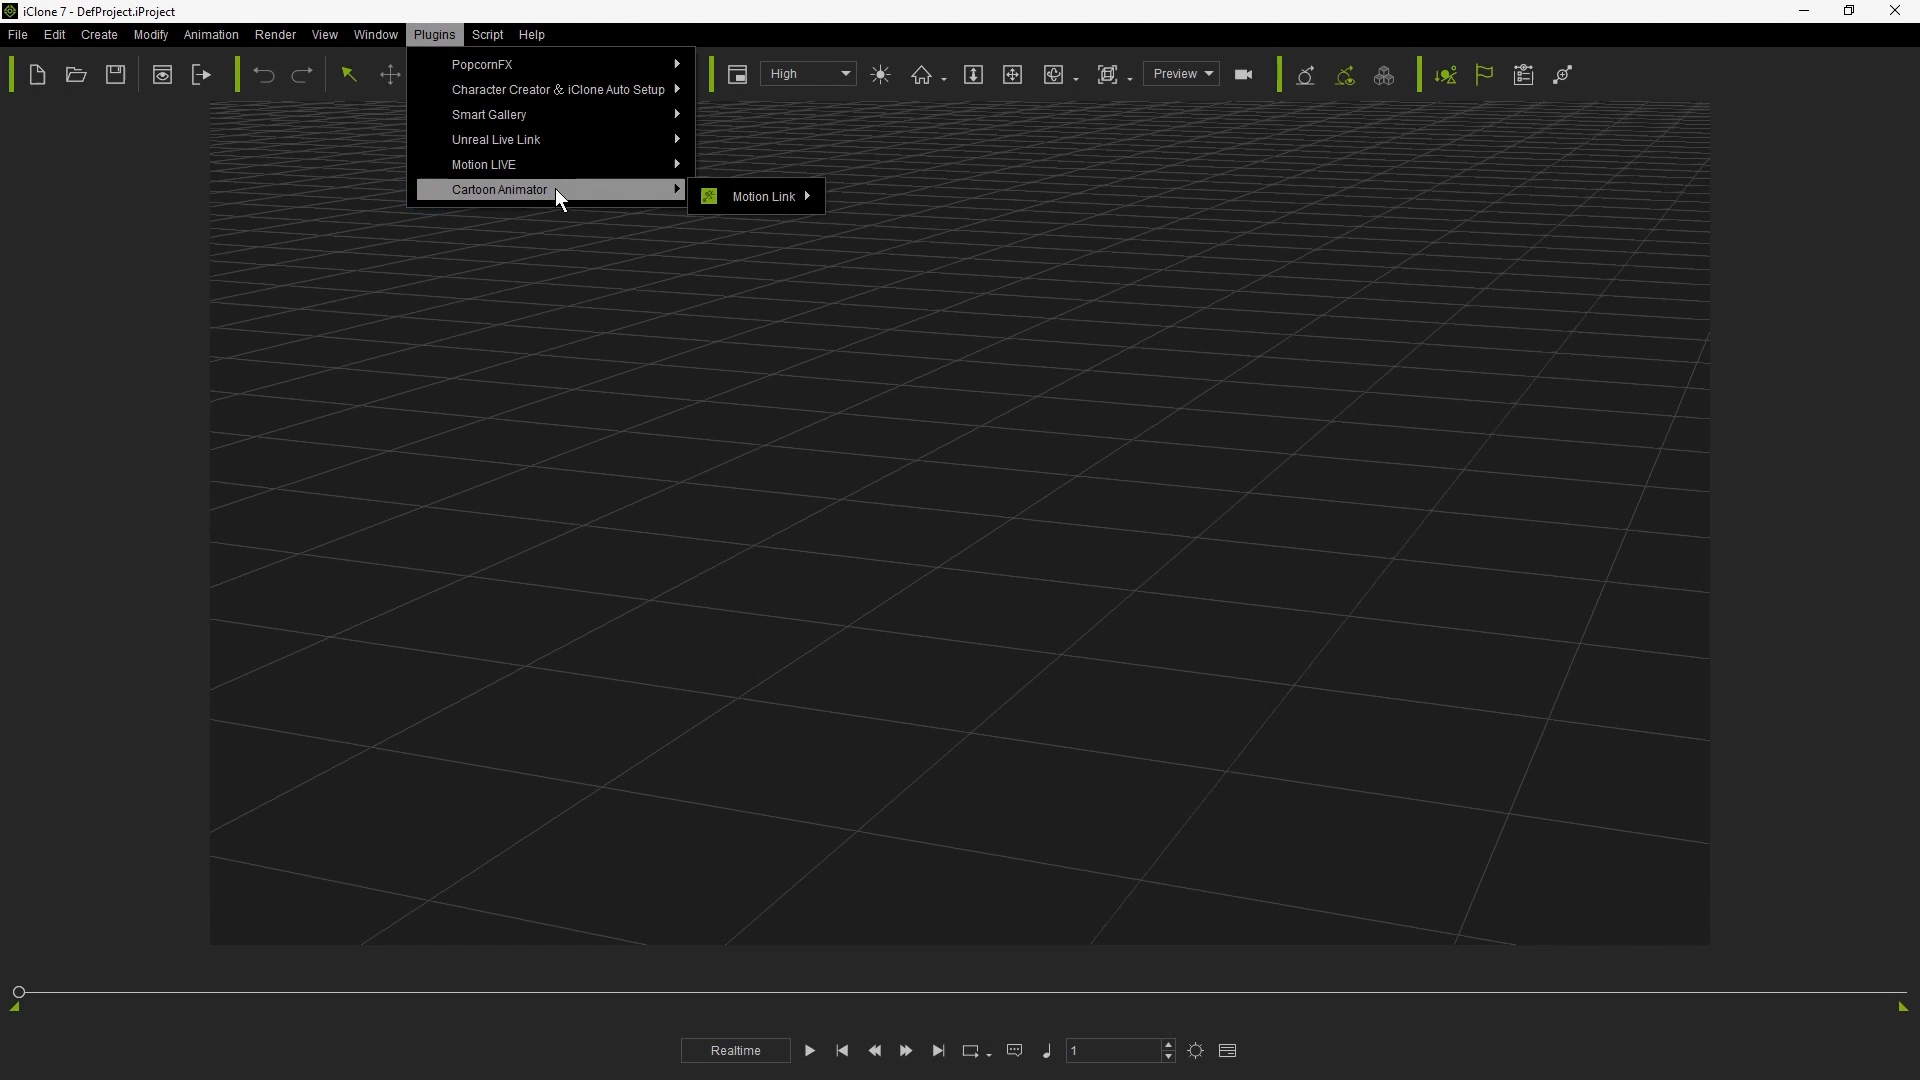 iClone 7 - DefProject.iProject
File Edit Create Modify Animation Render View Window Plugins Script Help
High
Preview
PopcornFX
Character Creator & iClone Auto Setup
Smart Gallery
Unreal Live Link
Motion LIVE
Cartoon Animator
Motion Link
Realtime
1